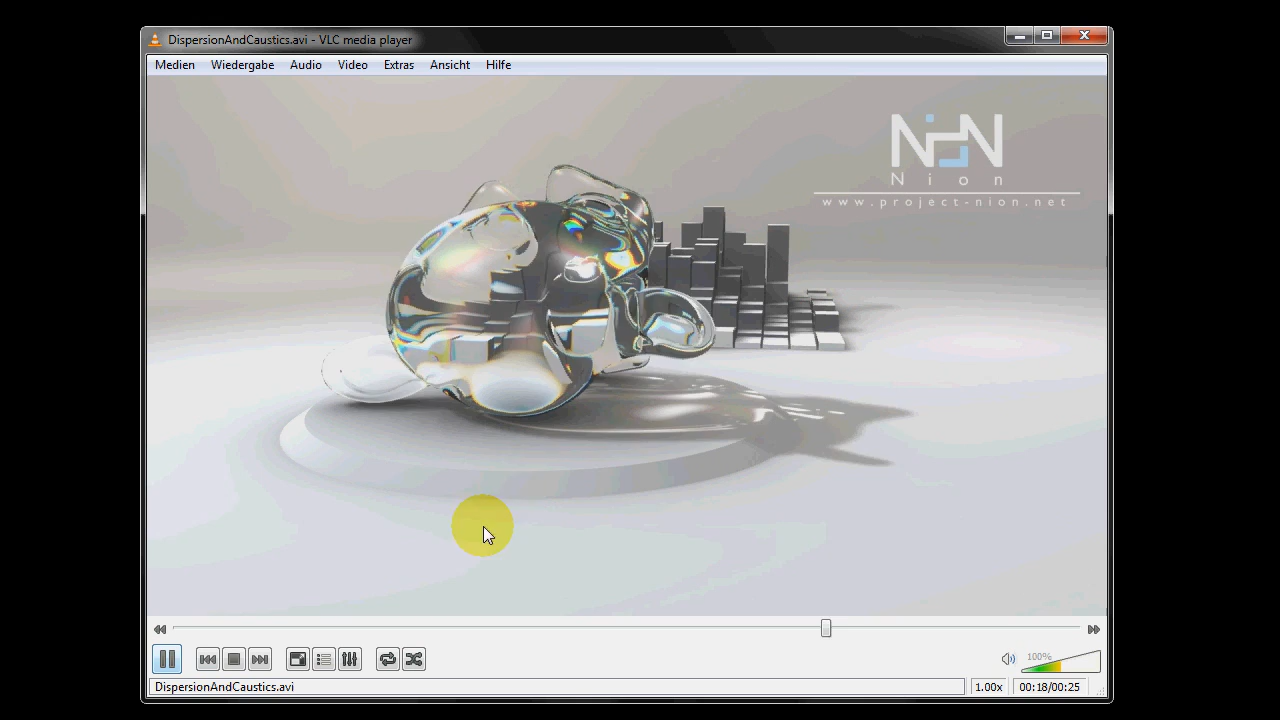 DispersionAndCaustics.avi - VLC media player
Medien Wiedergabe Audio Video Extras Ansicht Hilfe
NION
Nion
www.project-nion.net
100%
DispersionAndCaustics.avi 1.00x 00:18/00:25